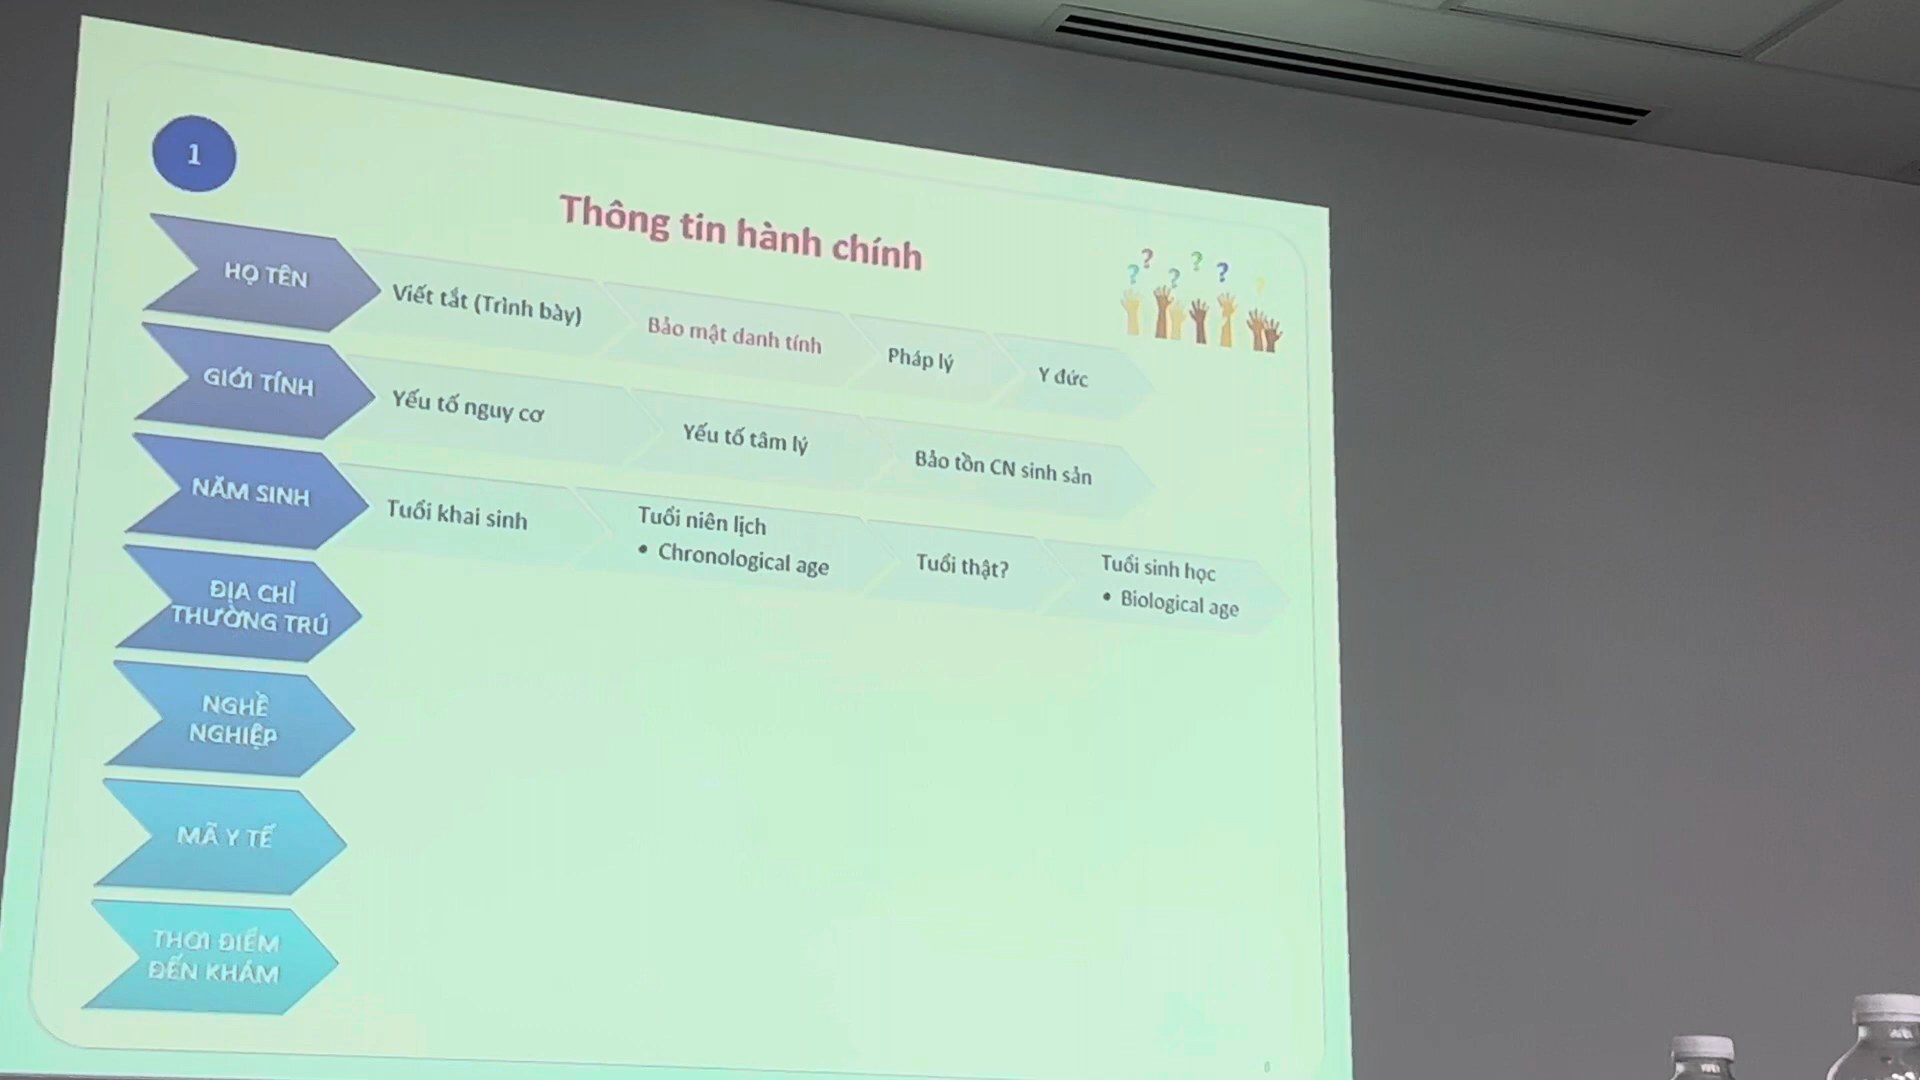 1
Thông tin hành chính
? ? ? ? ? ?
HỌ TÊN
Viết tắt (Trình bày)
Bảo mật danh tính
Pháp lý
Y đức
GIỚI TÍNH
Yếu tố nguy cơ
Yếu tố tâm lý
Bảo tồn CN sinh sản
NĂM SINH
Tuổi khai sinh
Tuổi niên lịch
• Chronological age
Tuổi thật?
Tuổi sinh học
• Biological age
ĐỊA CHỈ
THƯỜNG TRÚ
NGHỀ
NGHIỆP
MÃ Y TẾ
THỜI ĐIỂM
ĐẾN KHÁM